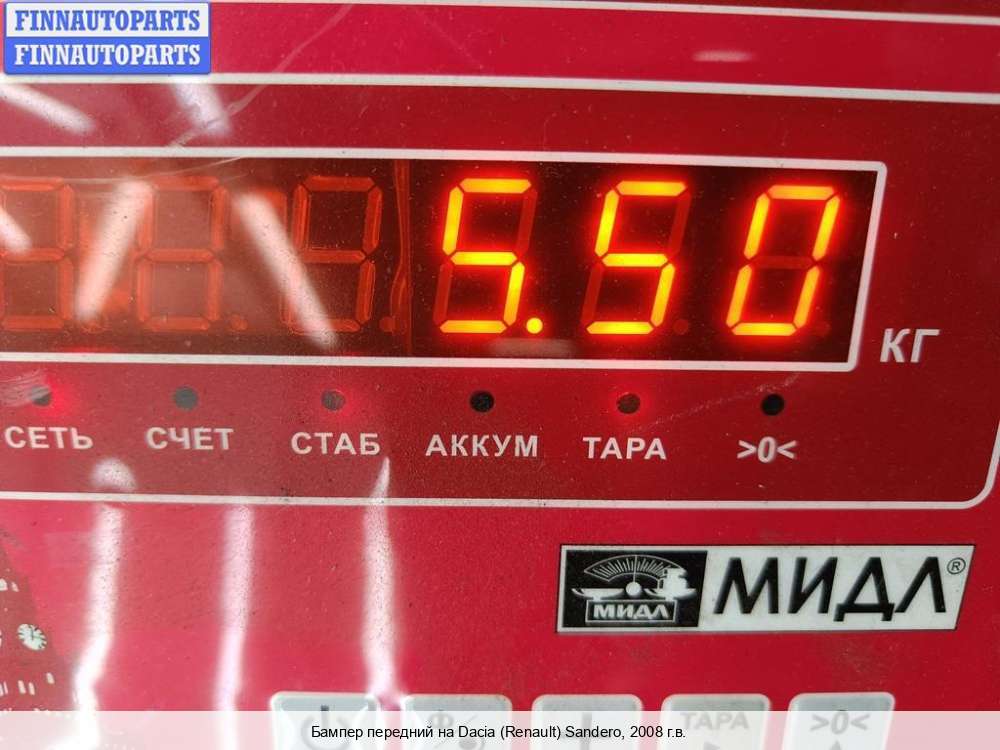 FINNAUTOPARTS
FINNAUTOPARTS
5.50
КГ
СЕТЬ СЧЕТ СТАБ АККУМ ТАРА >0<
МИДЛ МИДЛ®
ТАРА >0<
Бампер передний на Dacia (Renault) Sandero, 2008 г.в.